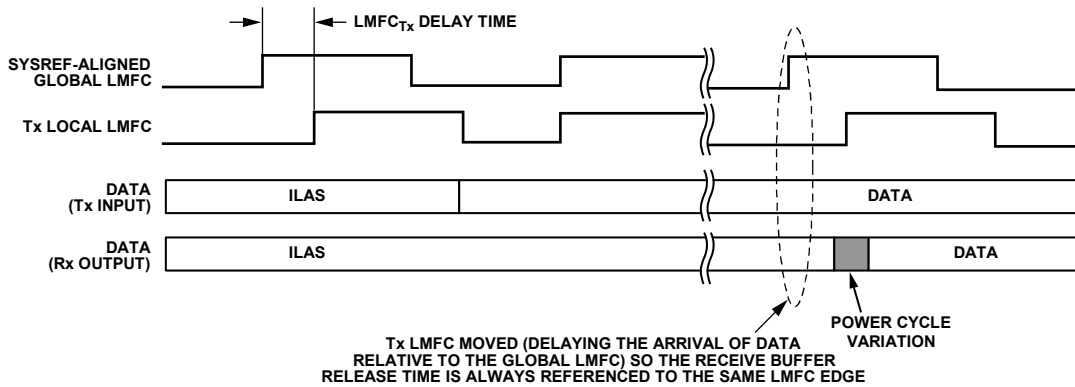 LMFCTx DELAY TIME
SYSREF-ALIGNED
GLOBAL LMFC
Tx LOCAL LMFC
DATA
(Tx INPUT)
ILAS
DATA
DATA
(Rx OUTPUT)
ILAS
DATA
POWER CYCLE
VARIATION
Tx LMFC MOVED (DELAYING THE ARRIVAL OF DATA
RELATIVE TO THE GLOBAL LMFC) SO THE RECEIVE BUFFER
RELEASE TIME IS ALWAYS REFERENCED TO THE SAME LMFC EDGE